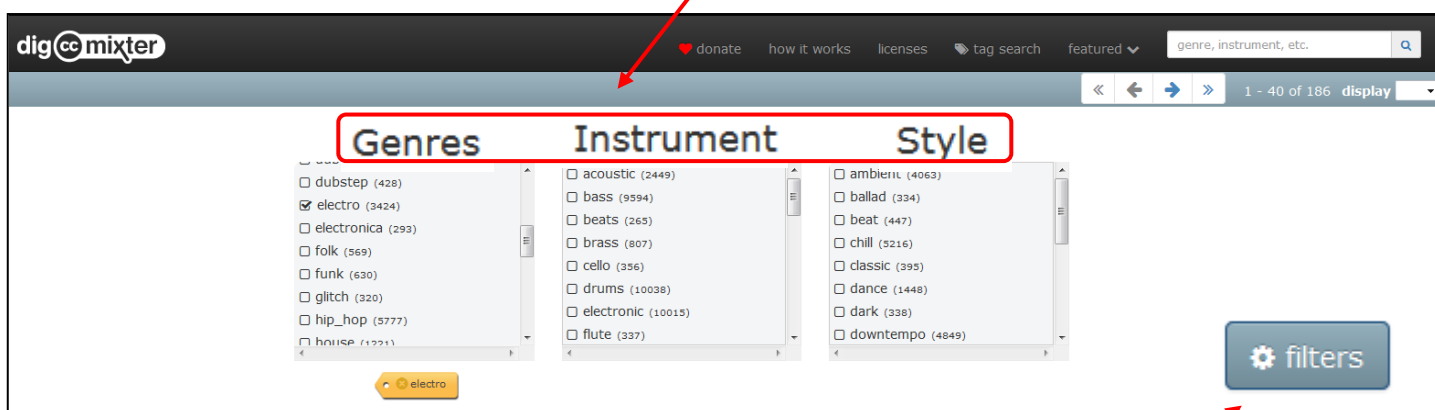 dig cc mixter
donate how it works licenses tag search featured genre, instrument, etc.
1 - 40 of 186 display
Genres Instrument Style
dubstep (428)
electro (3424)
electronica (293)
folk (569)
funk (630)
glitch (320)
hip_hop (5777)
house (1221)
acoustic (2449)
bass (9594)
beats (265)
brass (807)
cello (356)
drums (10038)
electronic (10015)
flute (337)
ambient (4063)
ballad (334)
beat (447)
chill (5216)
classic (395)
dance (1448)
dark (338)
downtempo (4849)
electro
filters